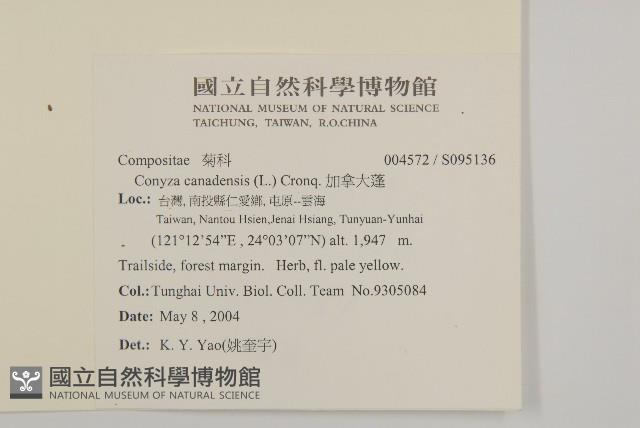 國立自然科學博物館
NATIONAL MUSEUM OF NATURAL SCIENCE
TAICHUNG, TAIWAN, R.O.CHINA
Compositae 菊科 004572 / S095136
Conyza canadensis (L.) Cronq. 加拿大蓬
Loc.: 台灣, 南投縣仁愛鄉, 屯原--雲海
Taiwan, Nantou Hsien,Jenai Hsiang, Tunyuan-Yunhai
(121°12'54"E , 24°03'07"N) alt. 1,947 m.
Trailside, forest margin. Herb, fl. pale yellow.
Col.: Tunghai Univ. Biol. Coll. Team No.9305084
Date: May 8 , 2004
Det.: K. Y. Yao(姚奎宇)
國立自然科學博物館
NATIONAL MUSEUM OF NATURAL SCIENCE